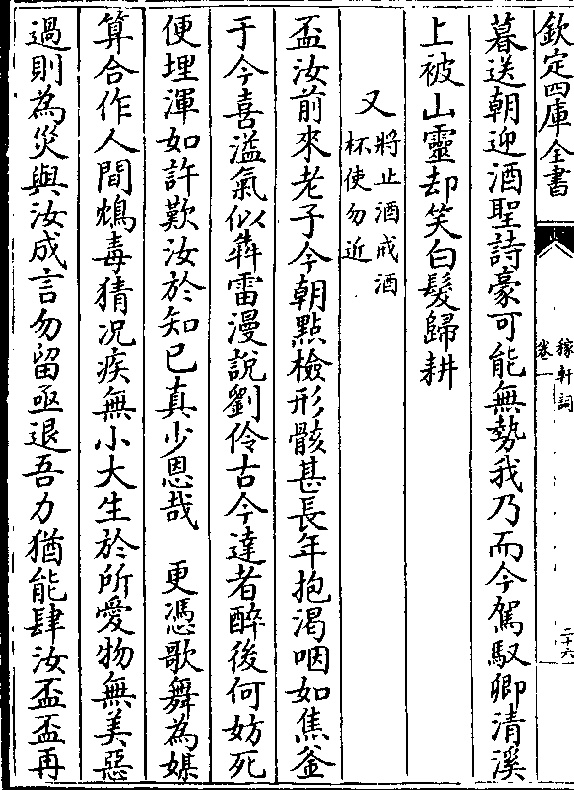 欽定四庫全書
稼軒詞
卷一
二十六
暮送朝迎酒聖詩豪可能無勢我乃而今駕馭卿清溪
上被山靈却笑白髮歸耕
又
將止酒戒酒
杯使勿近
盃汝前來老子今朝點檢形骸甚長年抱渴咽如焦釜
于今喜溢氣似犇雷漫說劉伶古今達者醉後何妨死
便埋渾如許歎汝於知已真少恩哉　更憑歌舞為媒
算合作人間鴆毒猜况疾無小大生於所愛物無美惡
過則為災與汝成言勿留亟退吾力猶能肆汝盃盃再